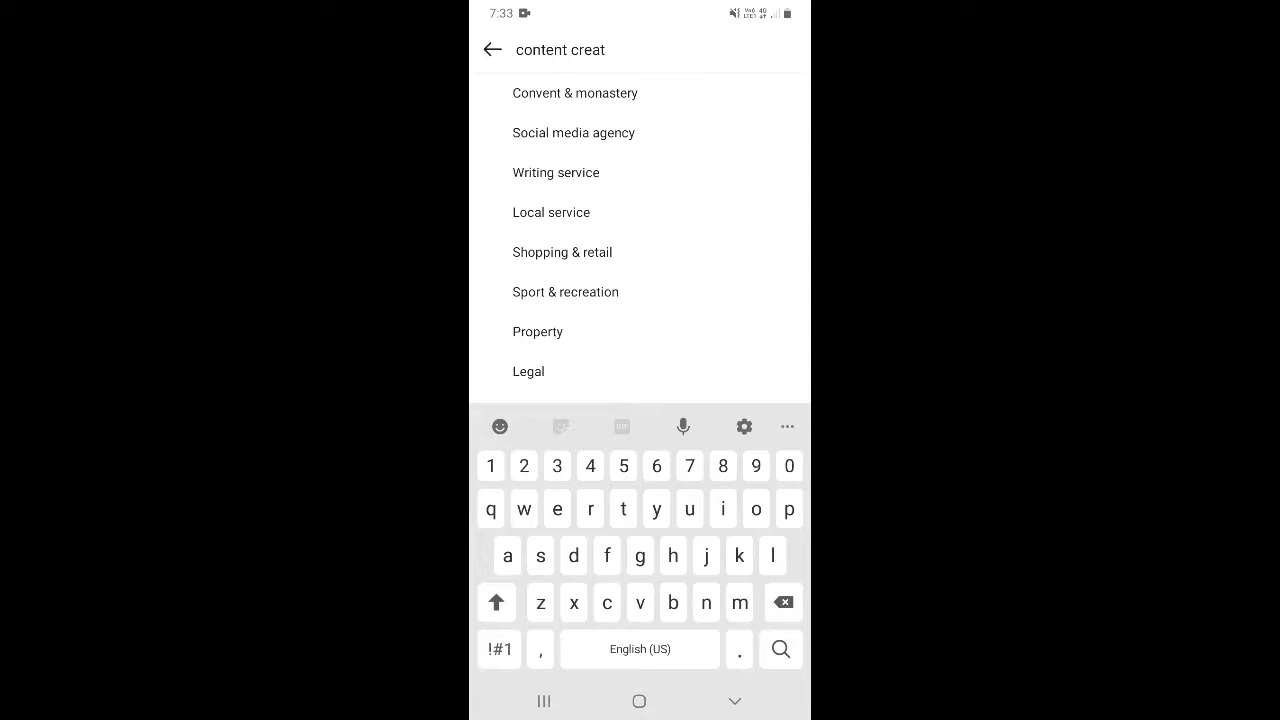 7:33
content creat
Convent & monastery
Social media agency
Writing service
Local service
Shopping & retail
Sport & recreation
Property
Legal
1 2 3 4 5 6 7 8 9 0
q w e r t y u i o p
a s d f g h j k l
z x c v b n m
!#1 , English (US) .